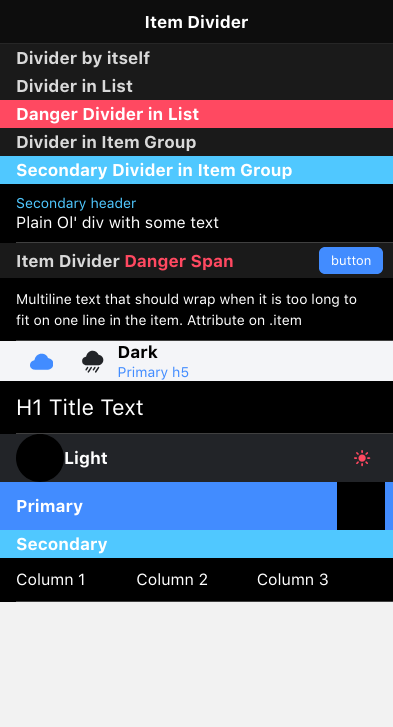 Item Divider
Divider by itself
Divider in List
Danger Divider in List
Divider in Item Group
Secondary Divider in Item Group
Secondary header
Plain Ol' div with some text
Item Divider Danger Span
button
Multiline text that should wrap when it is too long to
fit on one line in the item. Attribute on .item
Dark
Primary h5
H1 Title Text
Light
Primary
Secondary
Column 1 Column 2 Column 3